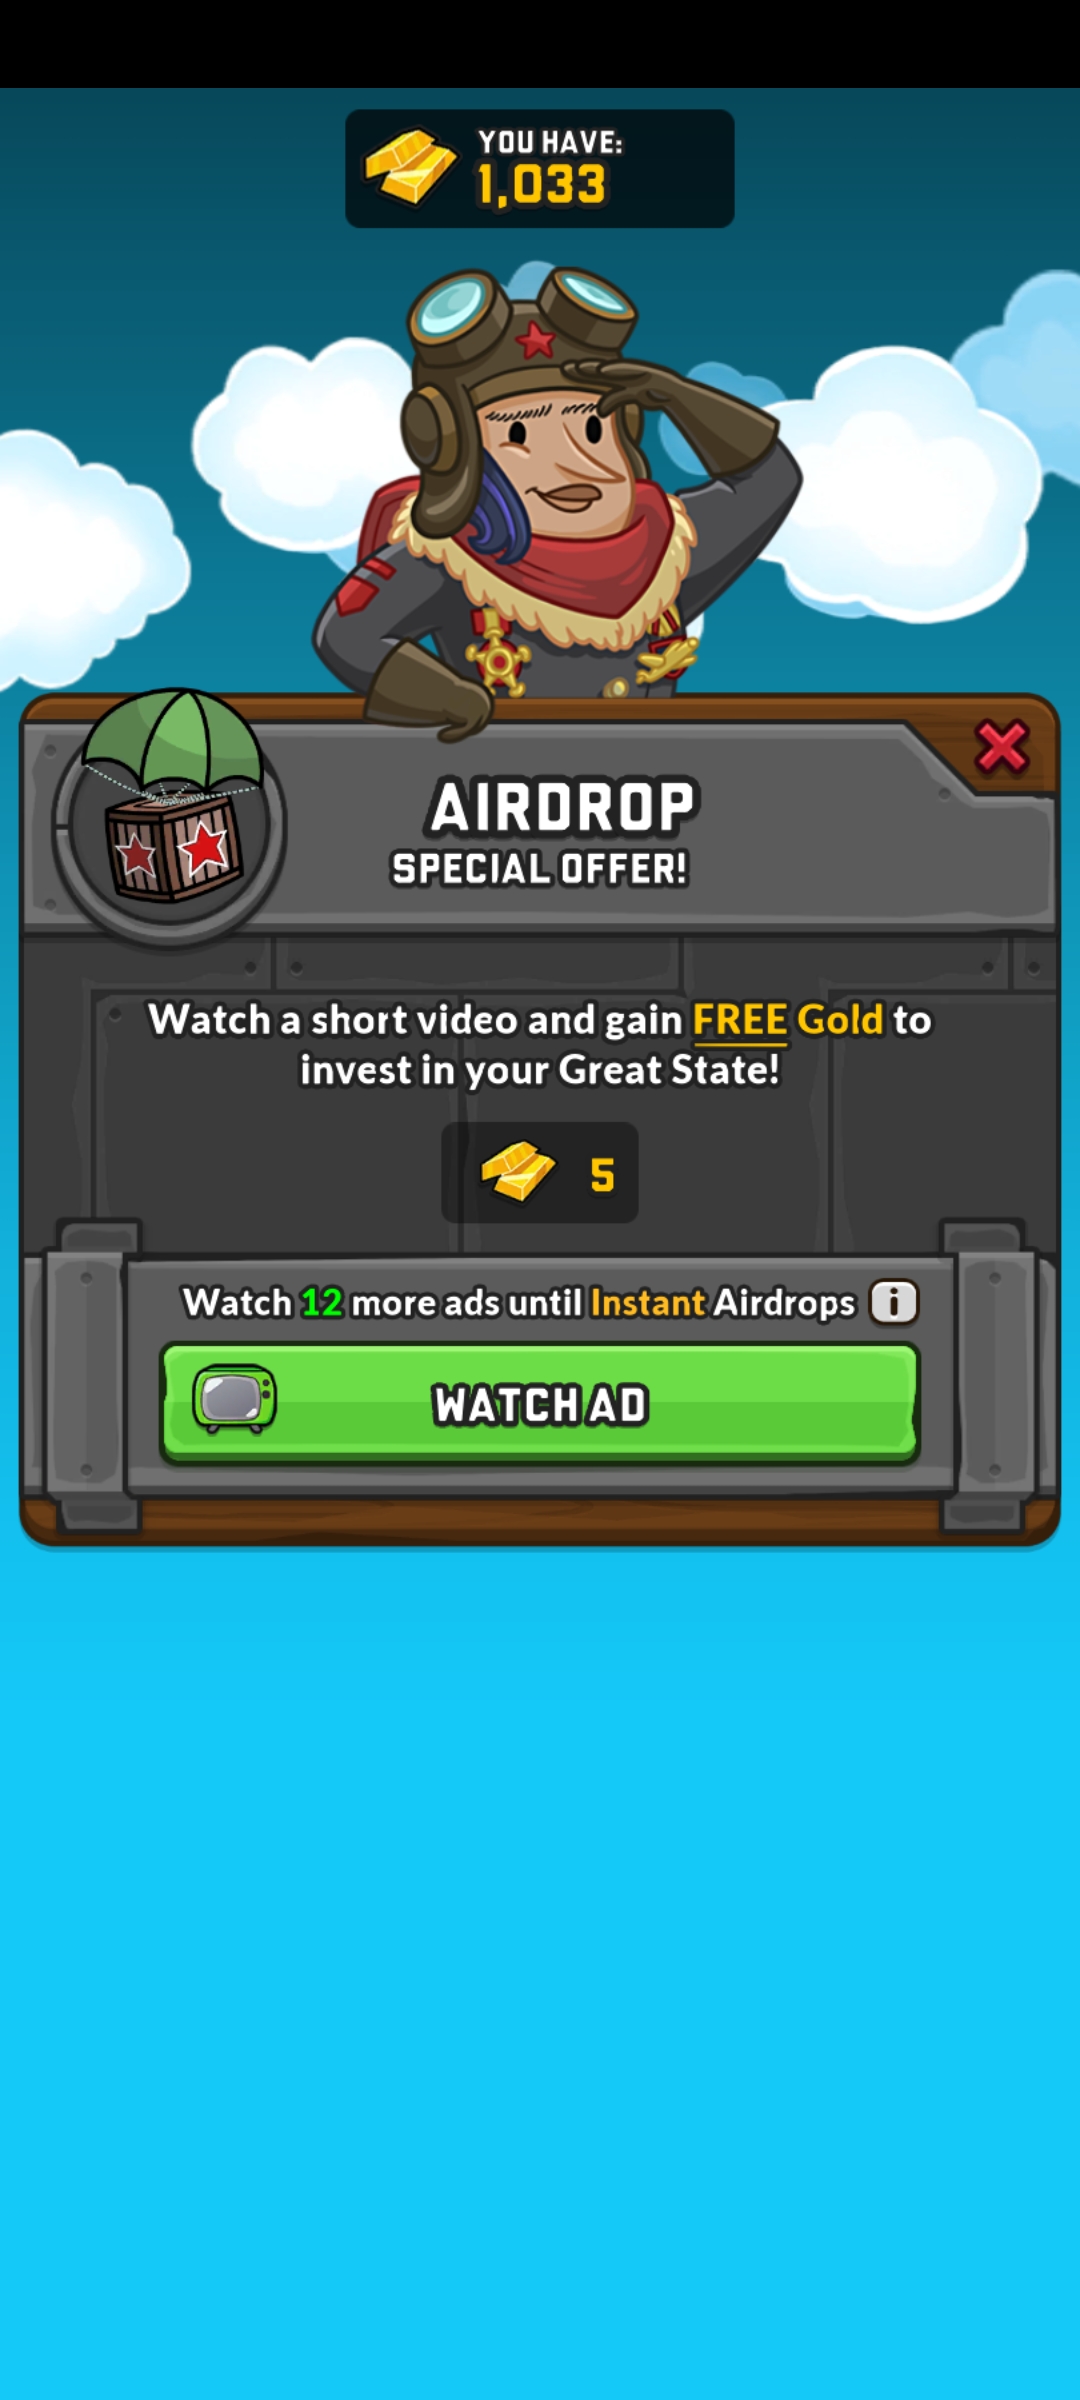 YOU HAVE:
1,033
AIRDROP
SPECIAL OFFER!
Watch a short video and gain FREE Gold to
invest in your Great State!
5
Watch 12 more ads until Instant Airdrops i
WATCH AD